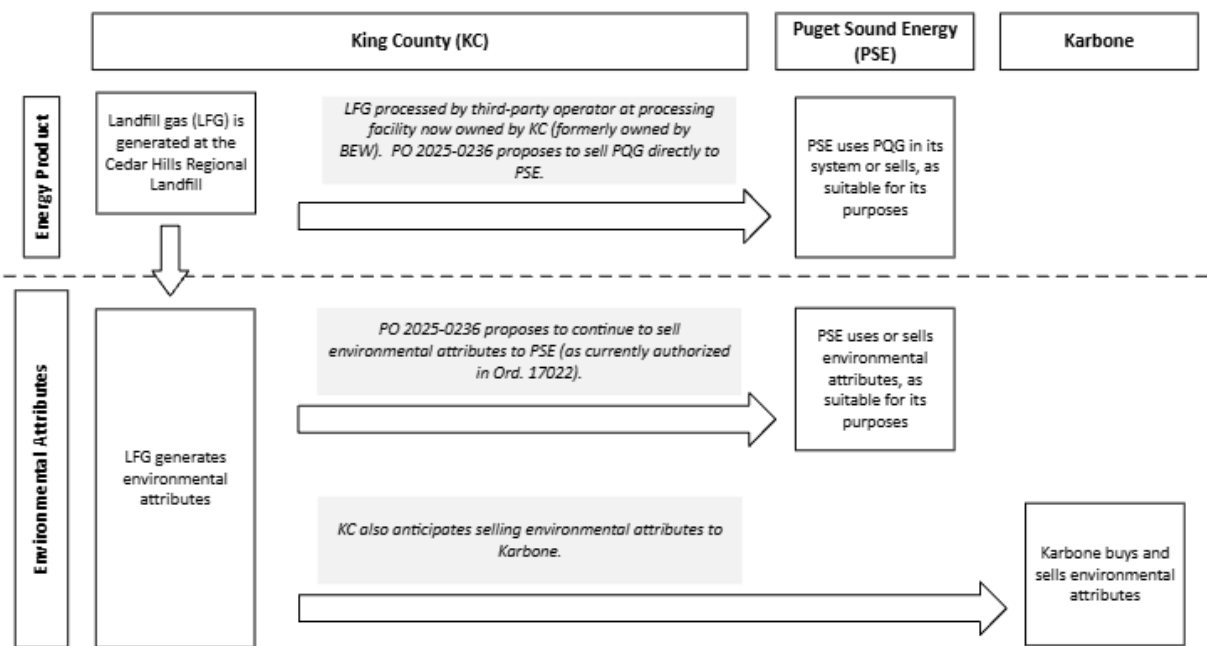 King County (KC)
Puget Sound Energy
(PSE)
Karbone
Energy Product
Landfill gas (LFG) is
generated at the
Cedar Hills Regional
Landfill
LFG processed by third-party operator at processing
facility now owned by KC (formerly owned by
BEW). PO 2025-0236 proposes to sell PQG directly to
PSE.
PSE uses PQG in its
system or sells, as
suitable for its
purposes
Environmental Attributes
LFG generates
environmental
attributes
PO 2025-0236 proposes to continue to sell
environmental attributes to PSE (as currently authorized
in Ord. 17022).
PSE uses or sells
environmental
attributes, as
suitable for its
purposes
KC also anticipates selling environmental attributes to
Karbone.
Karbone buys and
sells environmental
attributes